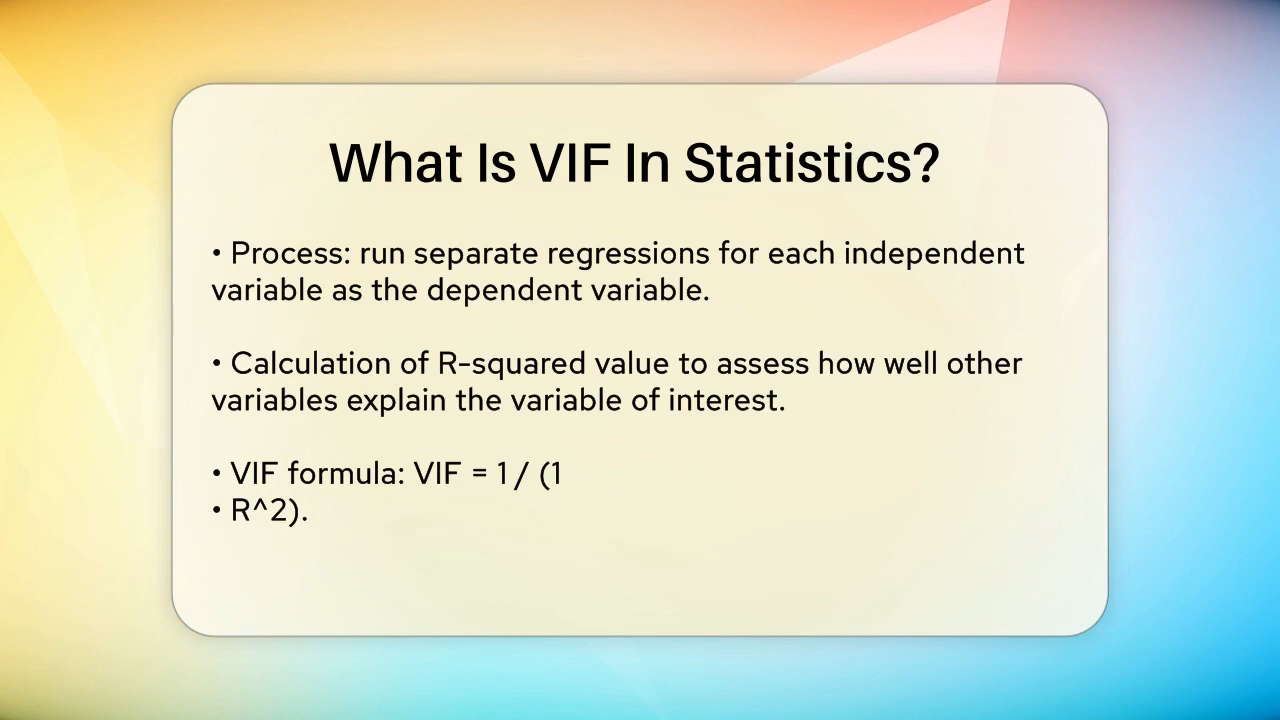 What Is VIF In Statistics?
• Process: run separate regressions for each independent
variable as the dependent variable.
• Calculation of R-squared value to assess how well other
variables explain the variable of interest.
• VIF formula: VIF = 1 / (1
• R^2).